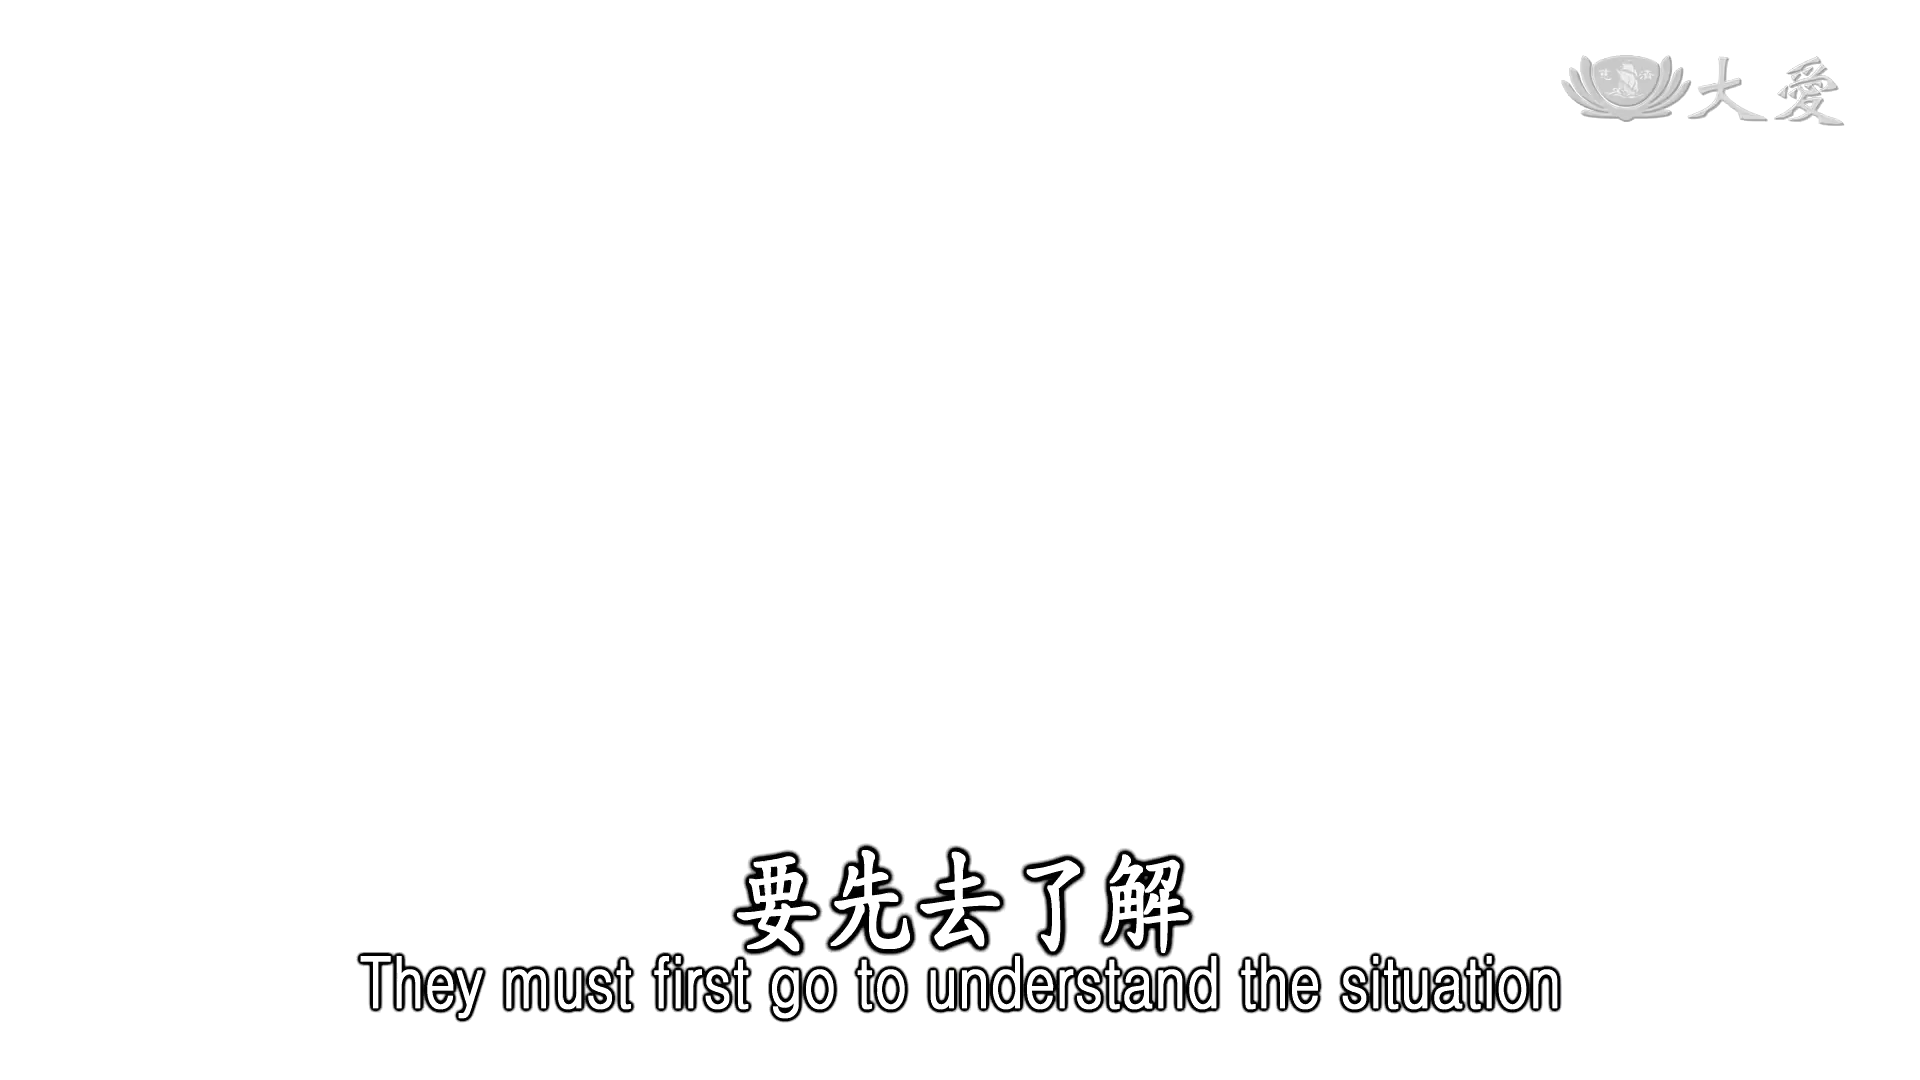 大愛
要先去了解
They must first go to understand the situation